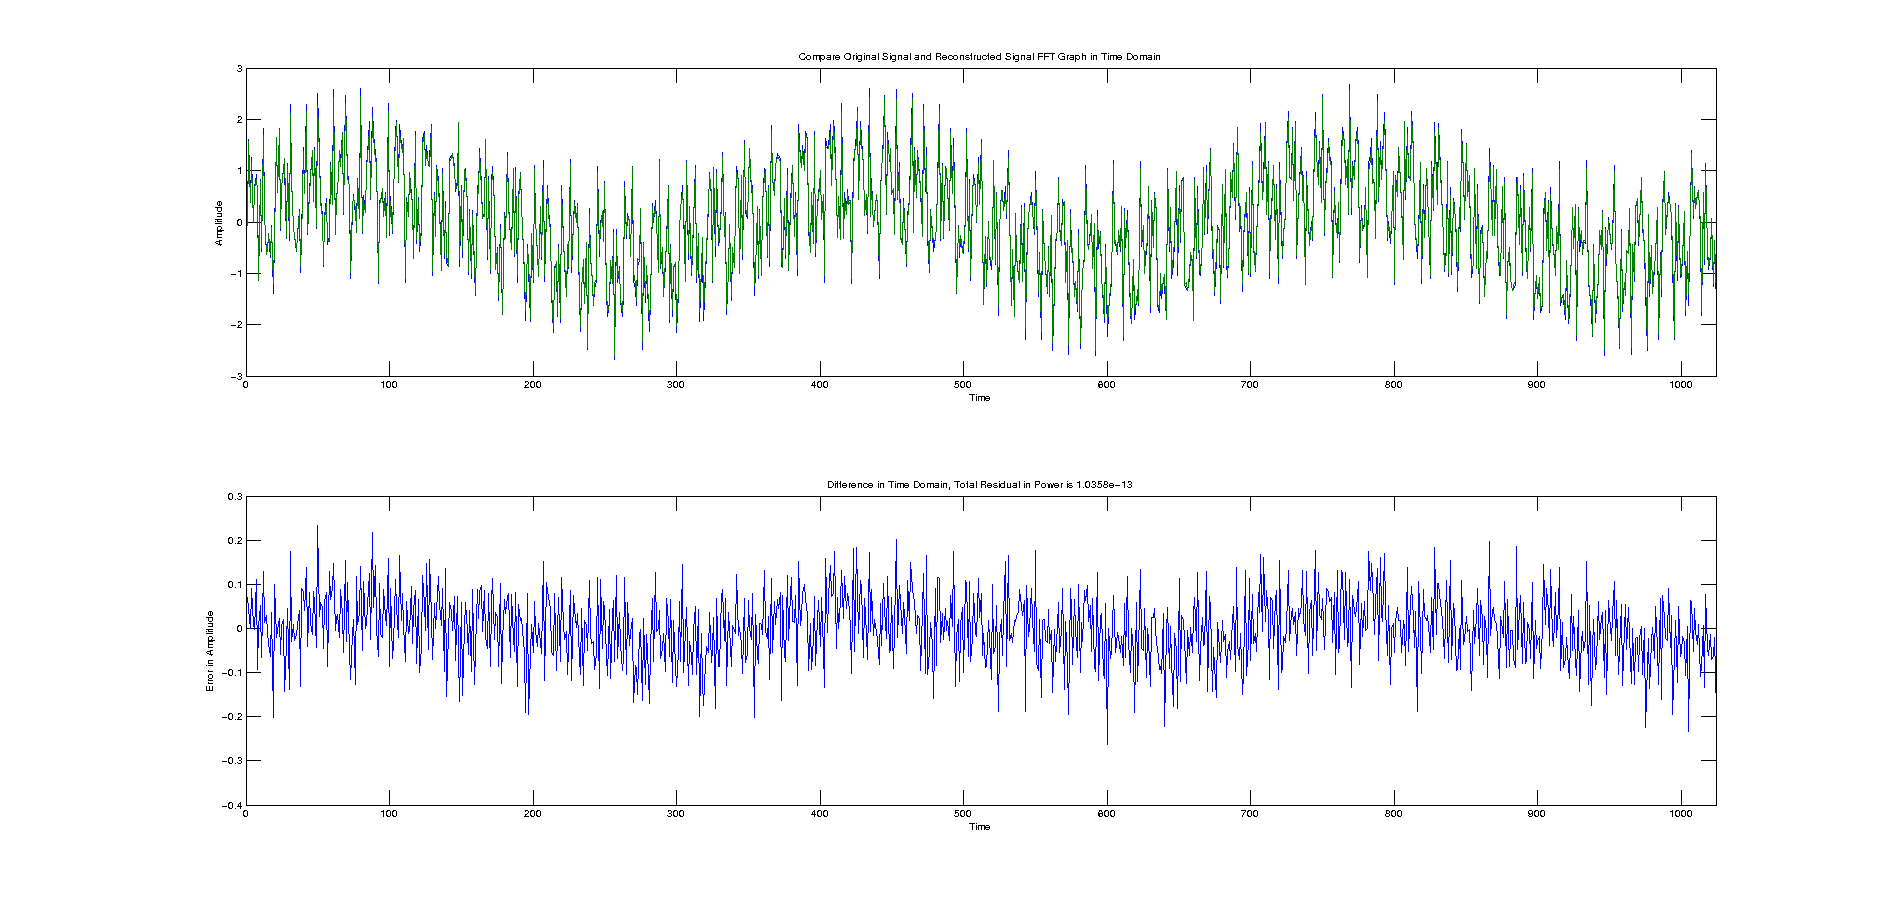 Compare Original Signal and Reconstructed Signal FFT Graph in Time Domain
3
2
1
0
−1
−2
−3
Amplitude
0 100 200 300 400 500 600 700 800 900 1000
Time
Difference in Time Domain, Total Residual in Power is 1.0358e−13
0.3
0.2
0.1
0
−0.1
−0.2
−0.3
−0.4
Error in Amplitude
0 100 200 300 400 500 600 700 800 900 1000
Time